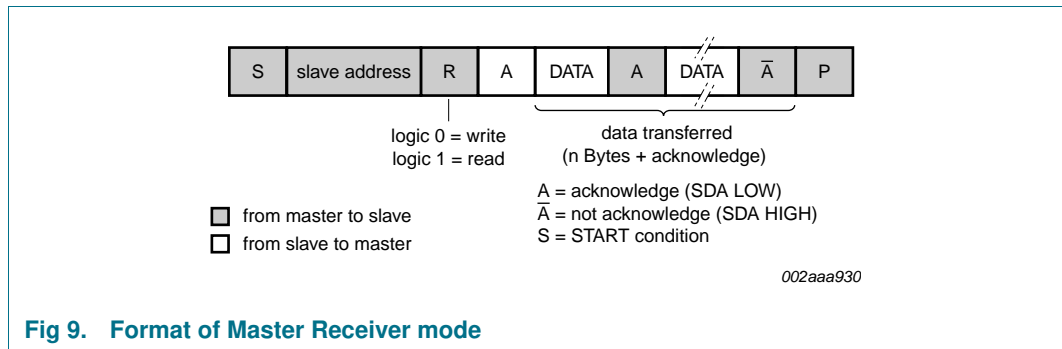 S slave address R A DATA A DATA A̅ P
logic 0 = write
logic 1 = read
data transferred
(n Bytes + acknowledge)
A = acknowledge (SDA LOW)
A̅ = not acknowledge (SDA HIGH)
S = START condition
from master to slave
from slave to master
002aaa930
Fig 9. Format of Master Receiver mode